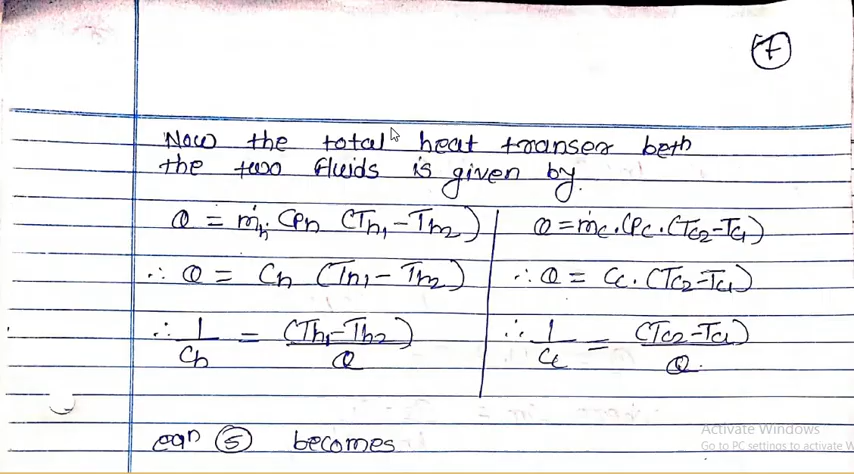 7
Now the total heat transer beth
the two fluids is given by.
Q = ṁh. Cph (Th1 - Th2) | Q = ṁc. Cpc. (Tc2 - Tc1)
∴ Q = Ch (Th1 - Th2) | ∴ Q = Cc. (Tc2 - Tc1)
∴ 1/Ch = (Th1 - Th2)/Q | ∴ 1/Cc = (Tc2 - Tc1)/Q.
eqn (5) becomes
Activate Windows
Go to PC settings to activate W